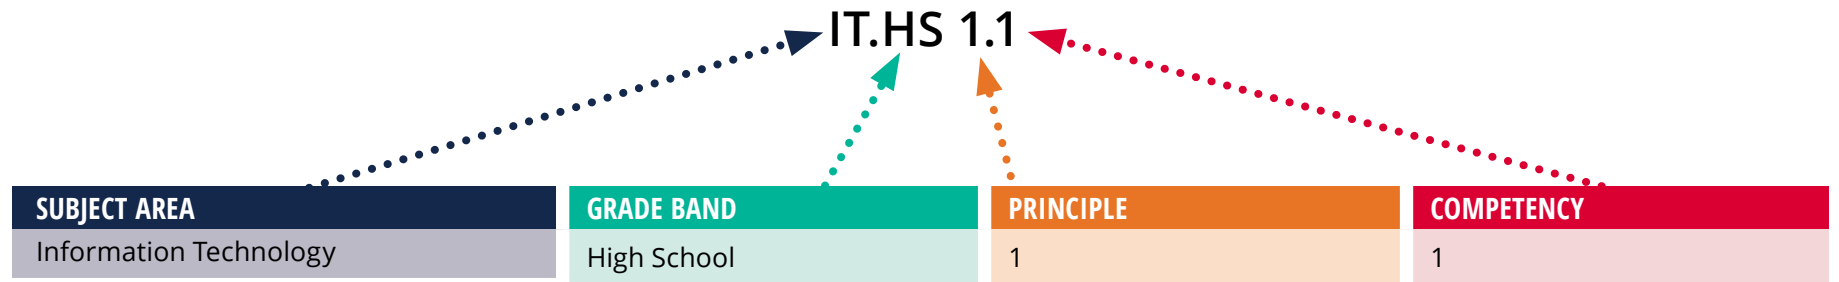 IT.HS 1.1
SUBJECT AREA
Information Technology
GRADE BAND
High School
PRINCIPLE
1
COMPETENCY
1